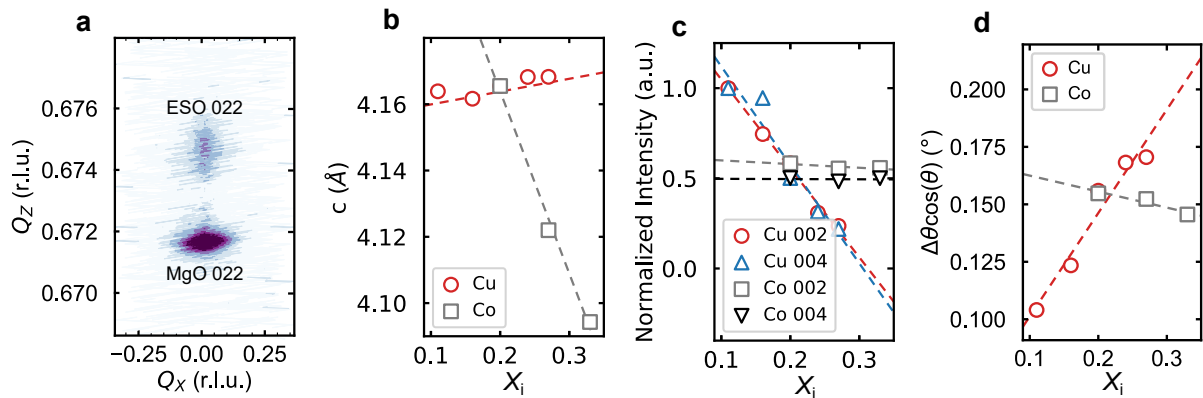 a
ESO 022
MgO 022
0.676
0.674
0.672
0.670
Q_Z (r.l.u.)
−0.25 0.00 0.25
Q_X (r.l.u.)
b
4.16
4.14
4.12
4.10
c (Å)
Cu
Co
0.1 0.2 0.3
X_i
c
1.0
0.5
0.0
Normalized Intensity (a.u.)
Cu 002
Cu 004
Co 002
Co 004
0.1 0.2 0.3
X_i
d
Cu
Co
0.200
0.175
0.150
0.125
0.100
Δθcos(θ) (°)
0.1 0.2 0.3
X_i